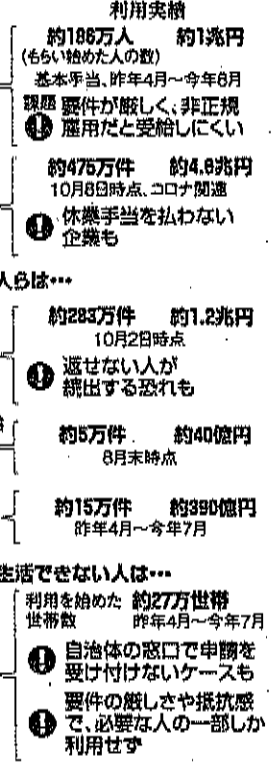 利用実績
約186万人 約1兆円
(もらい始めた人の数)
基本手当、昨年4月〜今年6月
課題 要件が厳しく、非正規
雇用だと受給しにくい
約475万件 約4.6兆円
10月8日時点、コロナ関連
休業手当を払わない
企業も
人らは…
約283万件 約1.2兆円
10月2日時点
返せない人が
続出する恐れも
約5万件 約40億円
8月末時点
約15万件 約390億円
昨年4月〜今年7月
生活できない人は…
利用を始めた 約27万世帯
世帯数 昨年4月〜今年7月
自治体の窓口で申請を
受け付けないケースも
要件の厳しさや抵抗感
で、必要な人の一部しか
利用せず